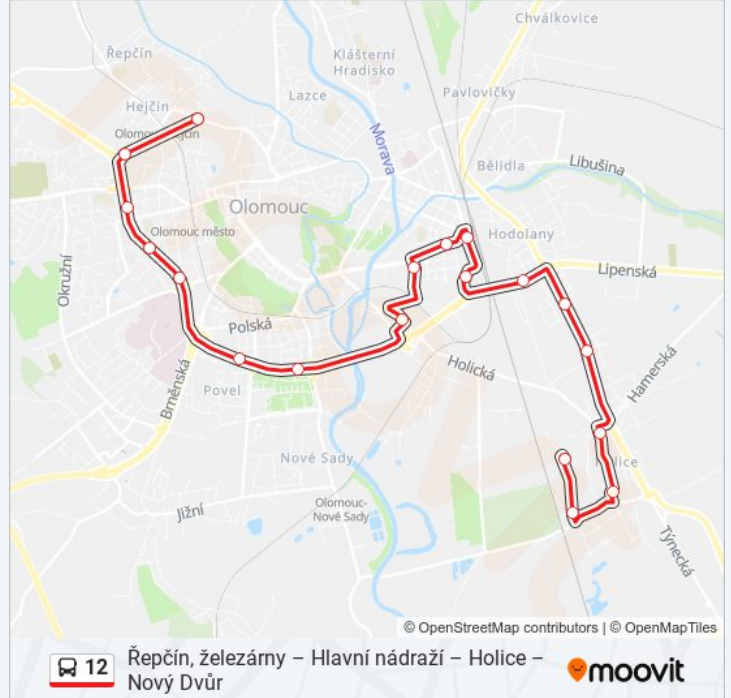 Chválkovice
Řepčín
Klášterní
Hradisko
Lazce
Pavlovičky
Hejčín
Morava
Bělidla
Libušina
Olomouc
Olomouc město
Hodolany
Okružní
Lipenská
Polská
Brněnská
Povel
Holická
Hamerská
Nové Sady
Olomouc-
Nové Sady
Jižní
Týnecká
© OpenStreetMap contributors | © OpenMapTiles
12
Řepčín, železárny – Hlavní nádraží – Holice –
Nový Dvůr
moovit